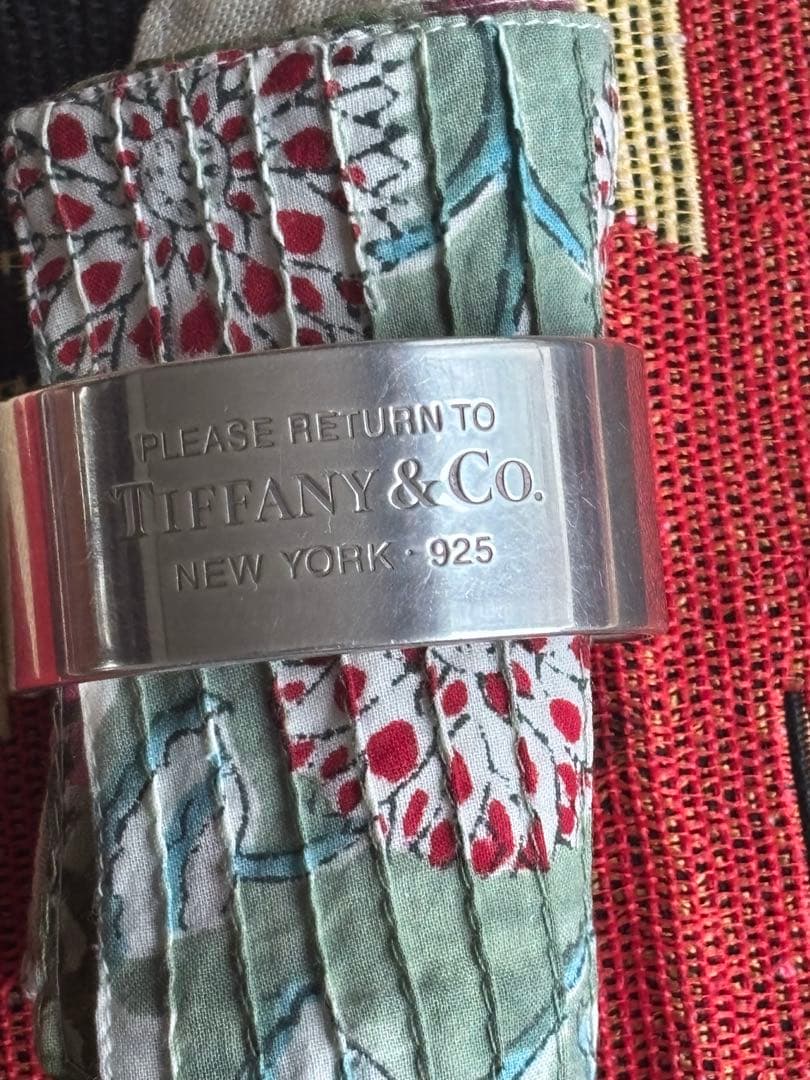 PLEASE RETURN TO
TIFFANY & CO.
NEW YORK · 925